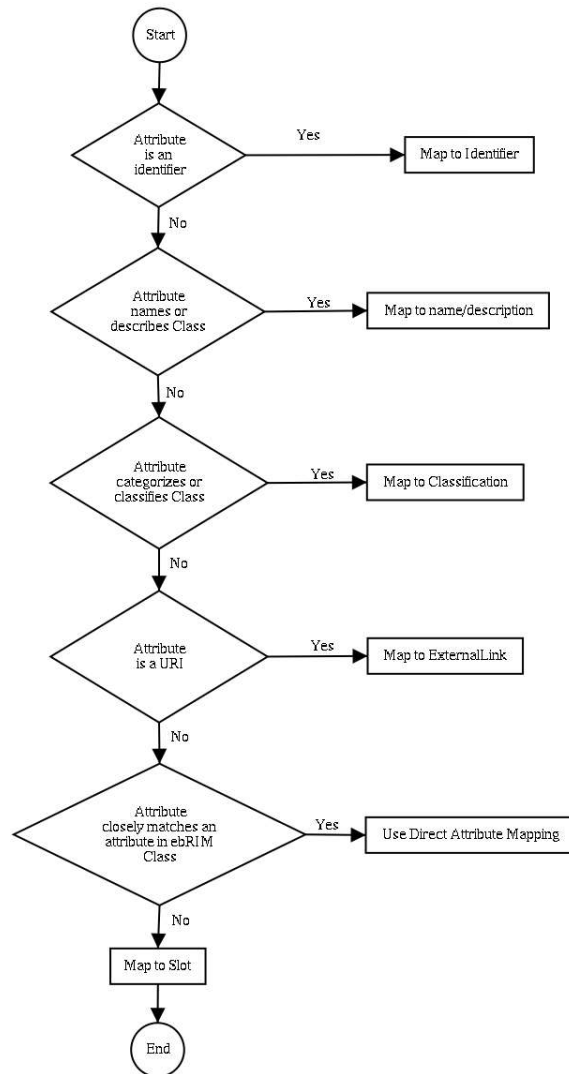 Start
Attribute
is an
identifier
Yes
Map to Identifier
No
Attribute
names or
describes Class
Yes
Map to name/description
No
Attribute
categorizes or
classifies Class
Yes
Map to Classification
No
Attribute
is a URI
Yes
Map to ExternalLink
No
Attribute
closely matches an
attribute in ebRIM
Class
Yes
Use Direct Attribute Mapping
No
Map to Slot
End